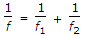 1/f = 1/f₁ + 1/f₂